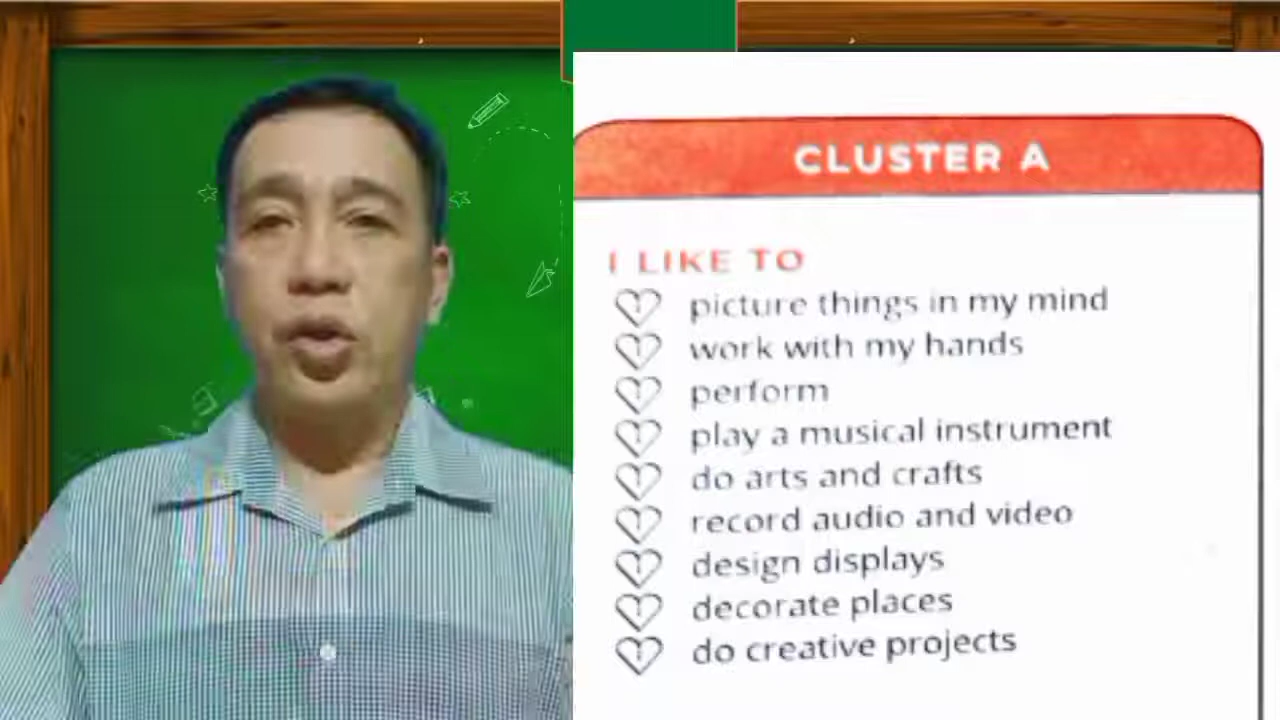 CLUSTER A
I LIKE TO
picture things in my mind
work with my hands
perform
play a musical instrument
do arts and crafts
record audio and video
design displays
decorate places
do creative projects